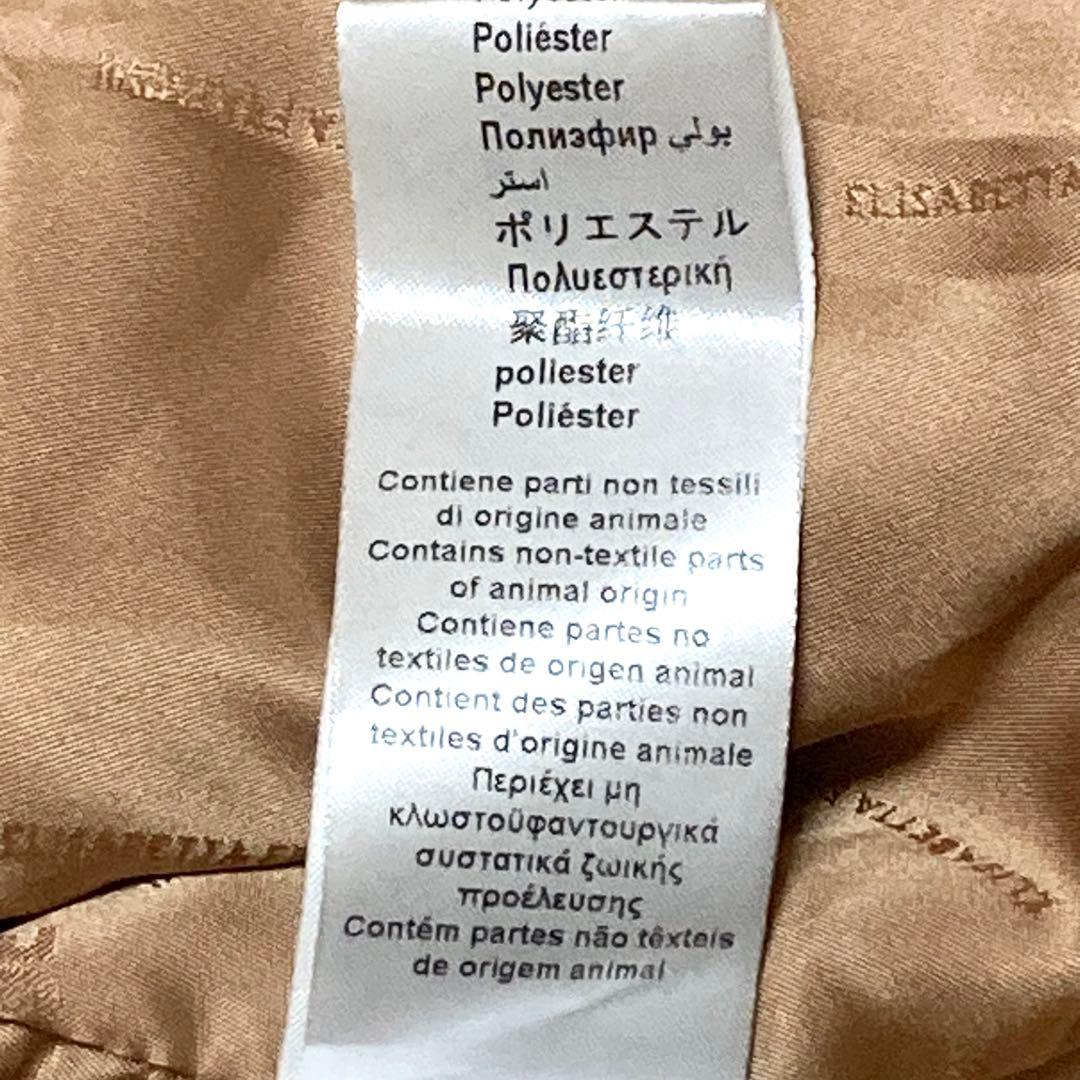 Poliéster
Polyester
Полиэфир بولي
استر
ポリエステル
Πολυεστερική
聚酯纤维
poliester
Poliéster
Contiene parti non tessili
di origine animale
Contains non-textile parts
of animal origin
Contiene partes no
textiles de origen animal
Contient des parties non
textiles d'origine animale
Περιέχει μη
κλωστοϋφαντουργικά
συστατικά ζωικής
προέλευσης
Contém partes não têxteis
de origem animal
ELISABETTA